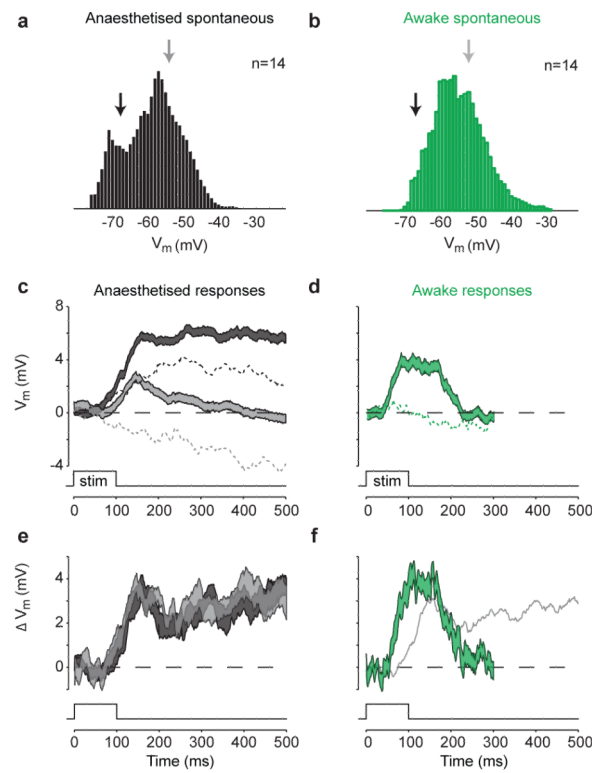 a Anaesthetised spontaneous
n=14
-70 -60 -50 -40 -30
Vm (mV)
b Awake spontaneous
n=14
-70 -60 -50 -40 -30
Vm (mV)
c Anaesthetised responses
8
4
0
-4
Vm (mV)
stim
0 100 200 300 400 500
d Awake responses
stim
0 100 200 300 400 500
e
4
2
0
Δ Vm (mV)
0 100 200 300 400 500
Time (ms)
f
0 100 200 300 400 500
Time (ms)